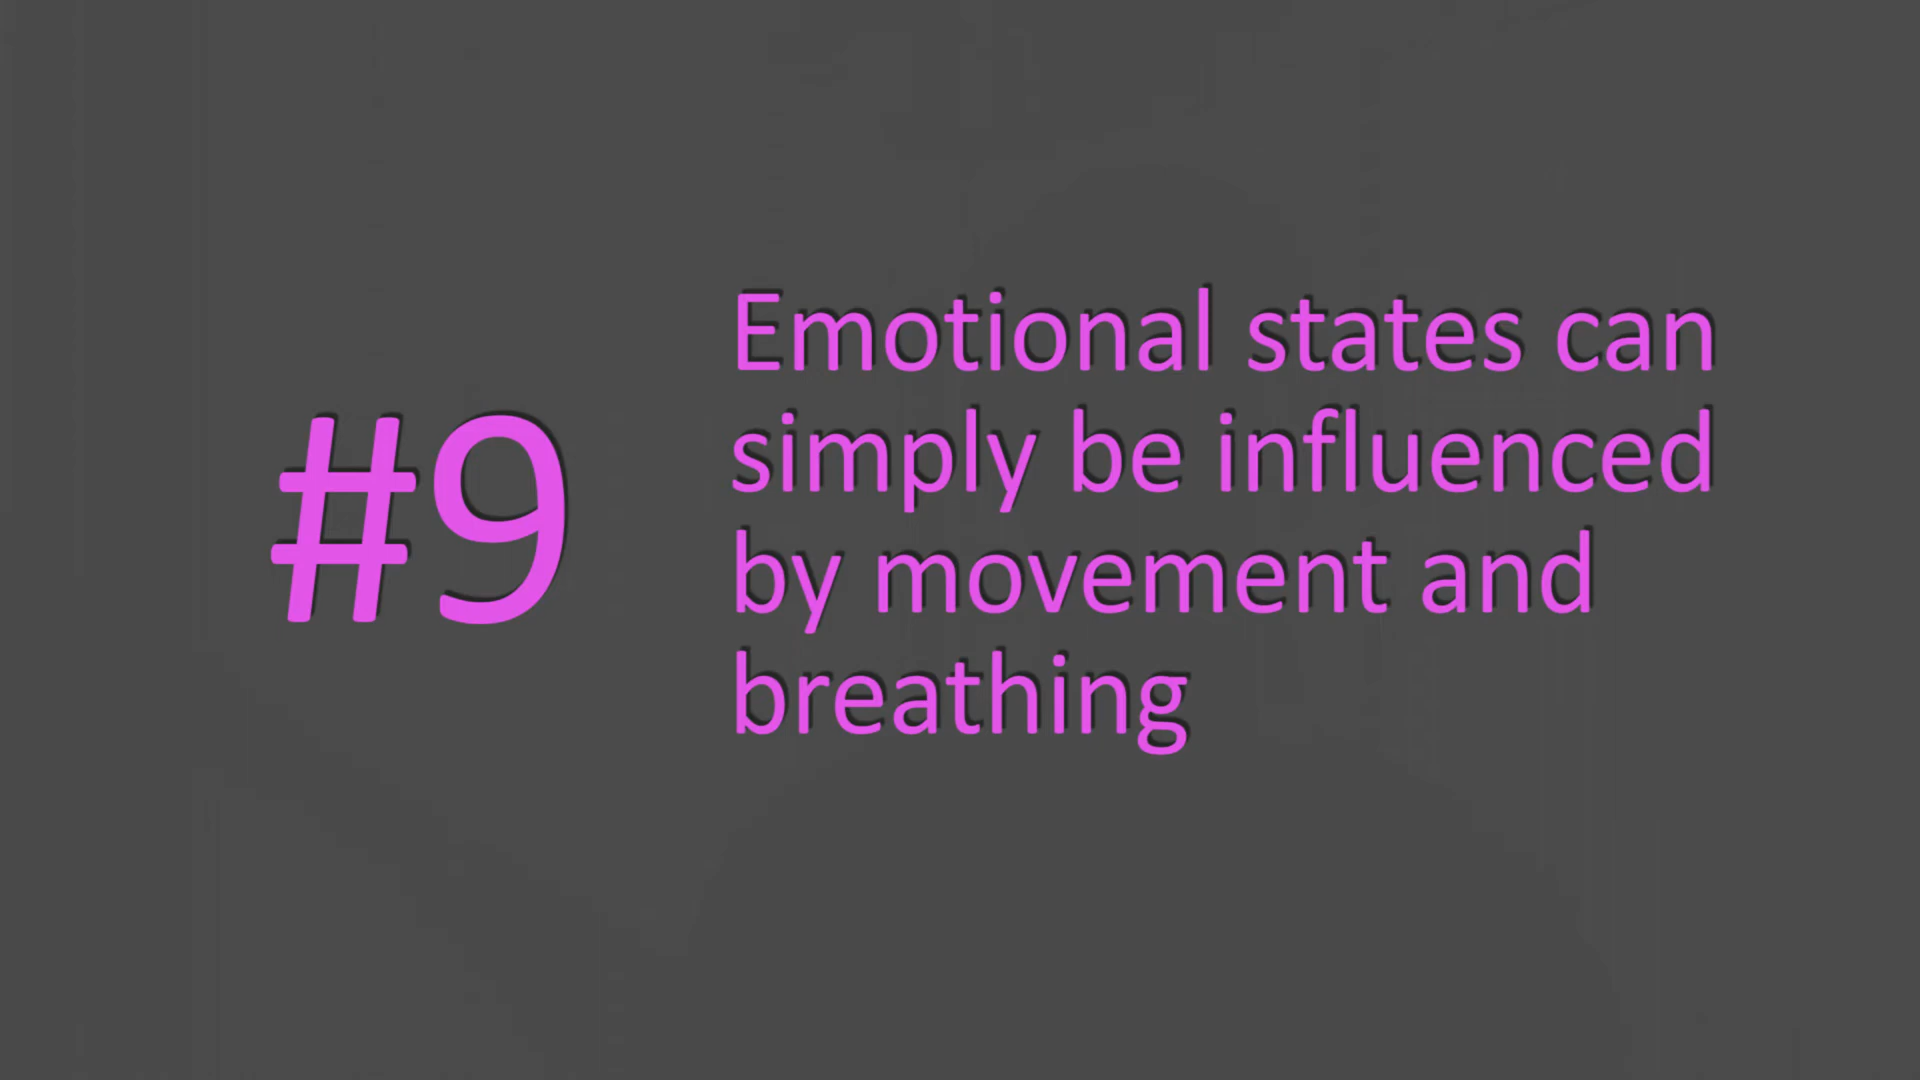 #9
Emotional states can
simply be influenced
by movement and
breathing